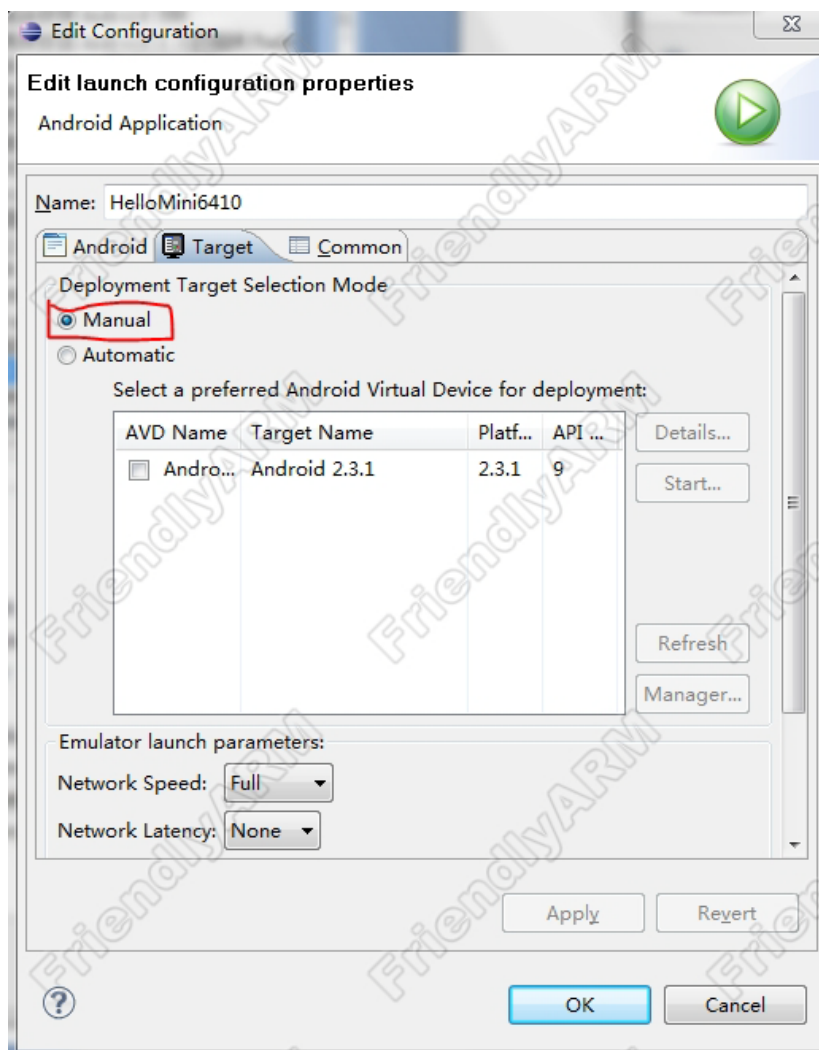 Edit Configuration
Edit launch configuration properties
Android Application
Name: HelloMini6410
Android Target Common
Deployment Target Selection Mode
Manual
Automatic
Select a preferred Android Virtual Device for deployment:
AVD Name Target Name Platf... API ... Details...
Andro... Android 2.3.1 2.3.1 9 Start...
Refresh
Manager...
Emulator launch parameters:
Network Speed: Full
Network Latency: None
Apply Revert
OK Cancel
FriendlyARM